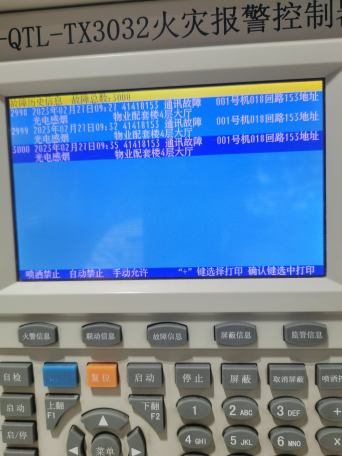 -QTL-TX3032火灾报警控制器
故障历史信息 故障总数:3000
2998 2023年02月21日09:21 41418153 通讯故障 001号机018回路153地址
光电感烟 物业配套楼4层大厅
2999 2023年02月21日09:32 41418153 通讯故障 001号机018回路153地址
光电感烟 物业配套楼4层大厅
3000 2023年02月21日09:35 41418153 通讯故障 001号机018回路153地址
光电感烟 物业配套楼4层大厅
喷洒禁止 自动禁止 手动允许 "+"键选择打印 确认键选中打印
火警信息 联动信息 故障信息 屏蔽信息 监管信息
自检 复位 启动 停止 屏蔽 取消屏蔽 喷洒
启动 上翻 F1 下翻 F2 1 2 ABC 3 DEF +
启/停 菜单 4 GHI 5 JKL 6 MNO ×